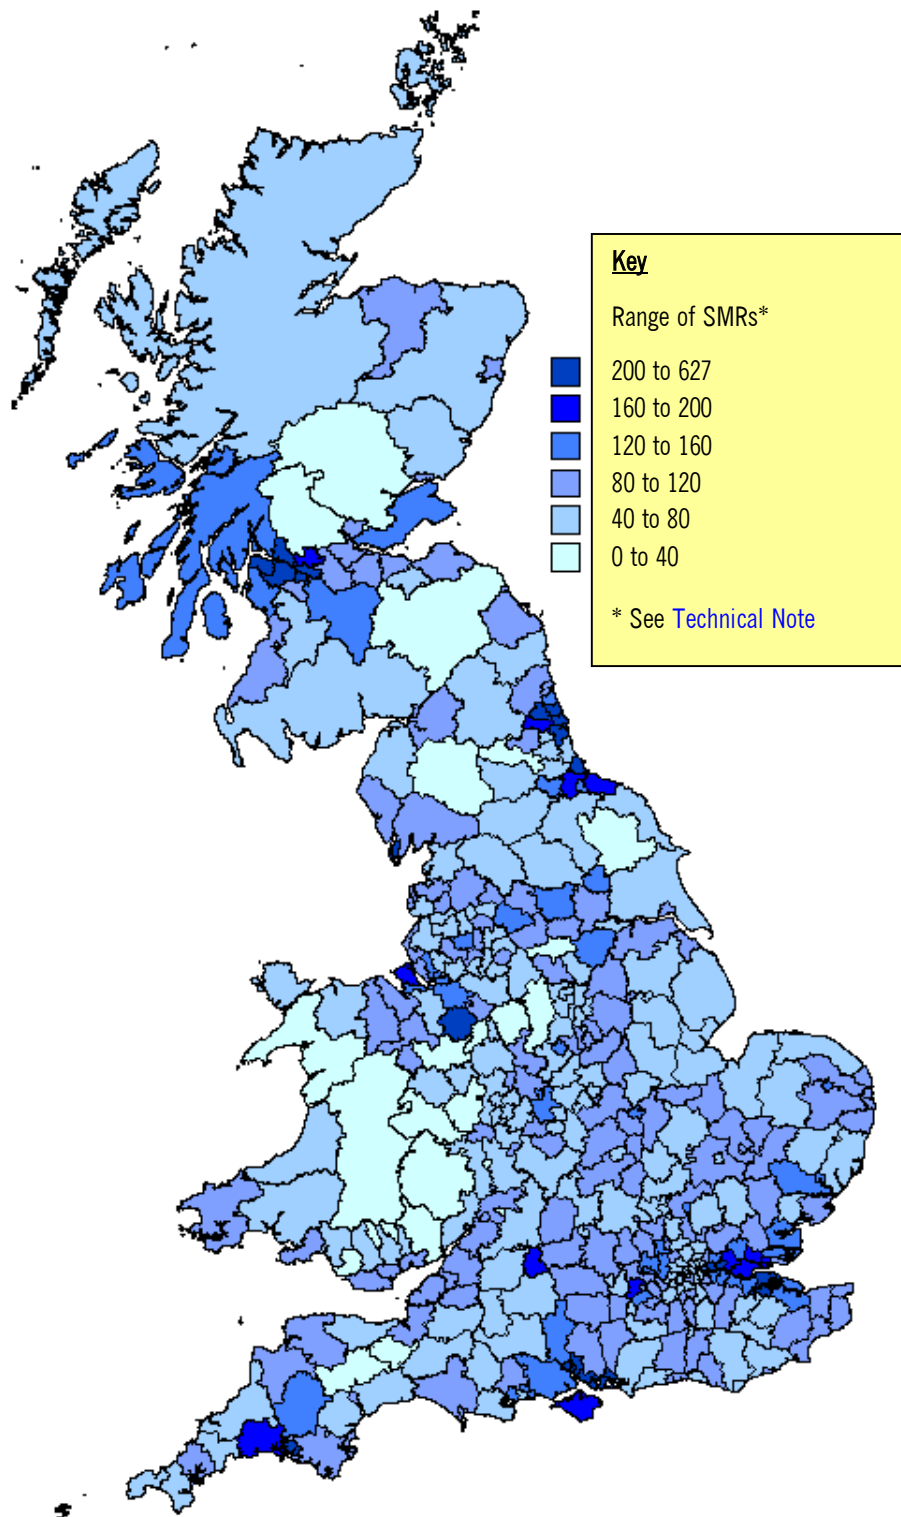 Key
Range of SMRs*
200 to 627
160 to 200
120 to 160
80 to 120
40 to 80
0 to 40
* See Technical Note